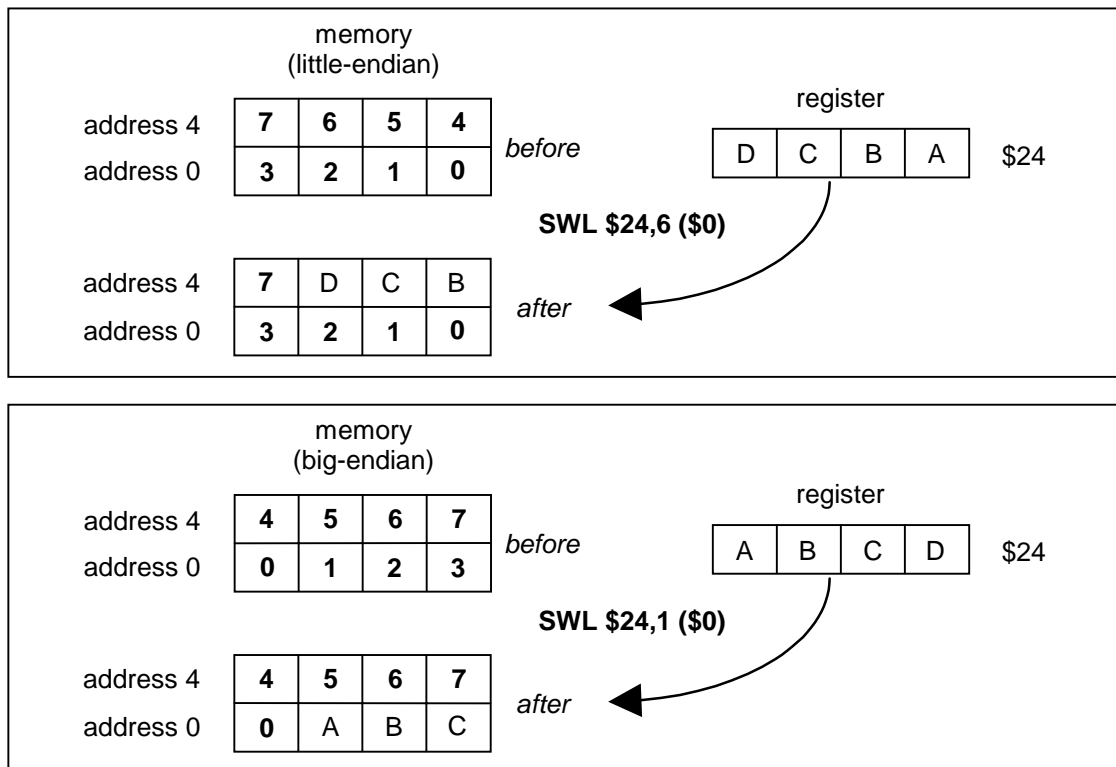 memory
(little-endian)
register
address 4 7 6 5 4
before
D C B A $24
address 0 3 2 1 0
SWL $24,6 ($0)
address 4 7 D C B
after
address 0 3 2 1 0
memory
(big-endian)
register
address 4 4 5 6 7
before
A B C D $24
address 0 0 1 2 3
SWL $24,1 ($0)
address 4 4 5 6 7
after
address 0 0 A B C